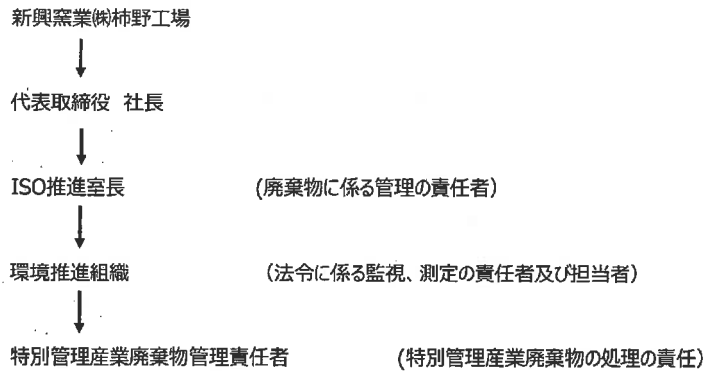 新興窯業㈱柿野工場
代表取締役 社長
ISO推進室長 (廃棄物に係る管理の責任者)
環境推進組織 (法令に係る監視、測定の責任者及び担当者)
特別管理産業廃棄物管理責任者 (特別管理産業廃棄物の処理の責任)